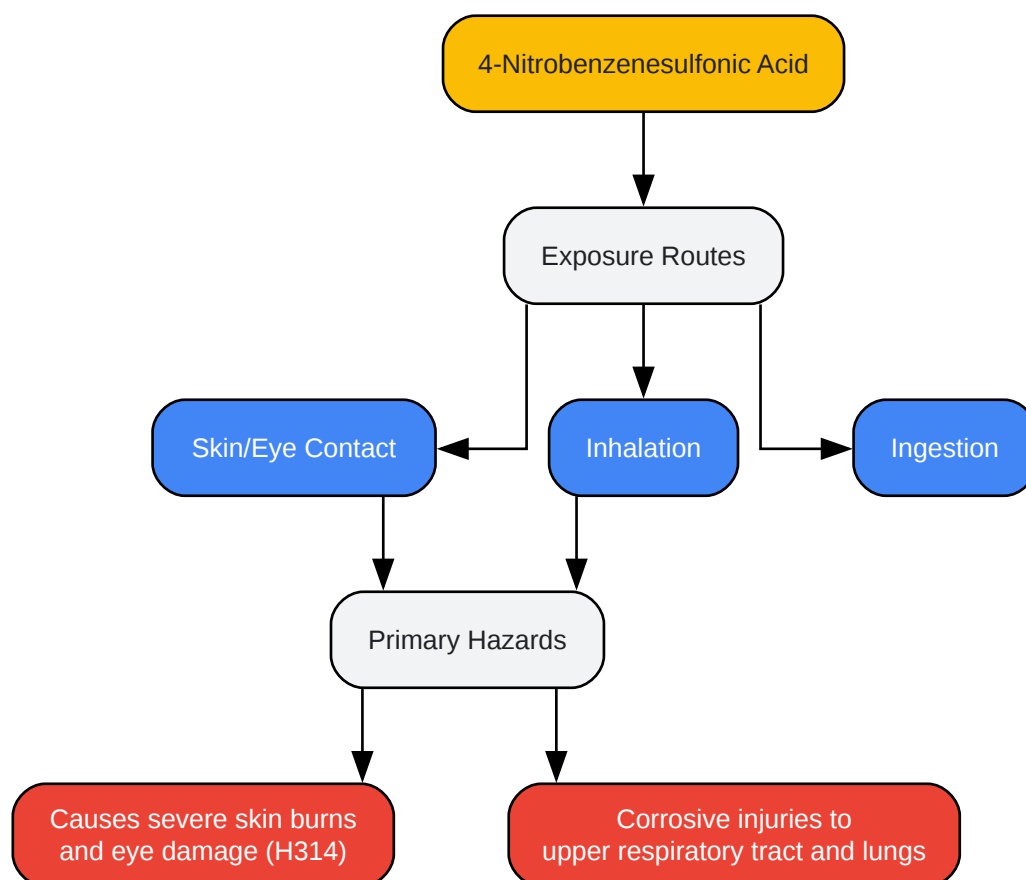 4-Nitrobenzenesulfonic Acid
Exposure Routes
Skin/Eye Contact
Inhalation
Ingestion
Primary Hazards
Causes severe skin burns
and eye damage (H314)
Corrosive injuries to
upper respiratory tract and lungs